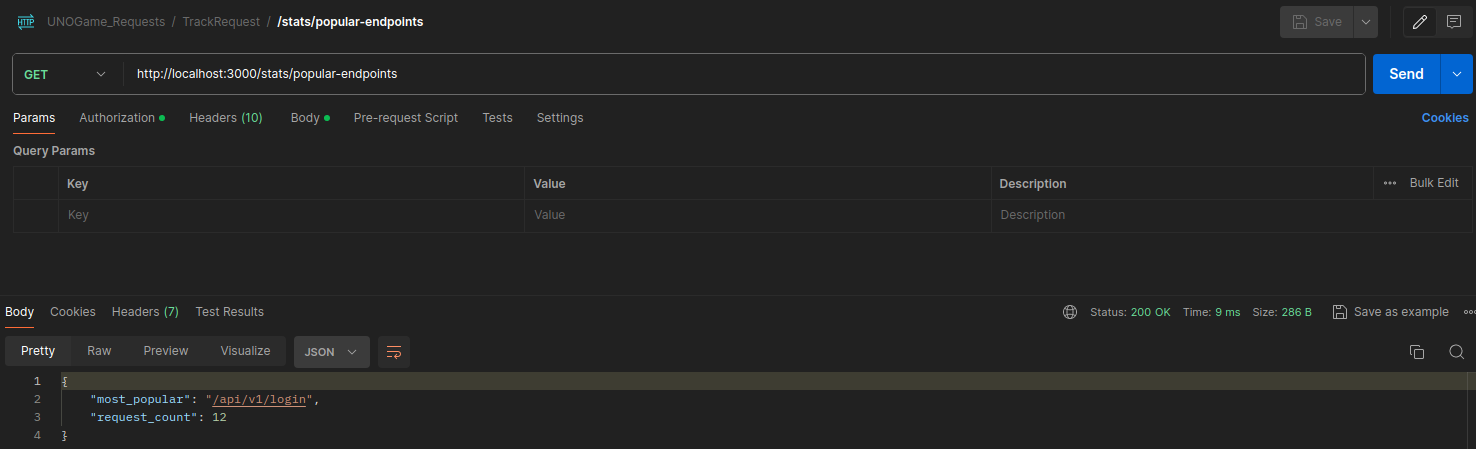 HTTP UNOGame_Requests / TrackRequest / /stats/popular-endpoints Save
GET http://localhost:3000/stats/popular-endpoints Send
Params Authorization Headers (10) Body Pre-request Script Tests Settings Cookies
Query Params
Key Value Description Bulk Edit
Key Value Description
Body Cookies Headers (7) Test Results Status: 200 OK Time: 9 ms Size: 286 B Save as example
Pretty Raw Preview Visualize JSON
1 {
2 "most_popular": "/api/v1/login",
3 "request_count": 12
4 }